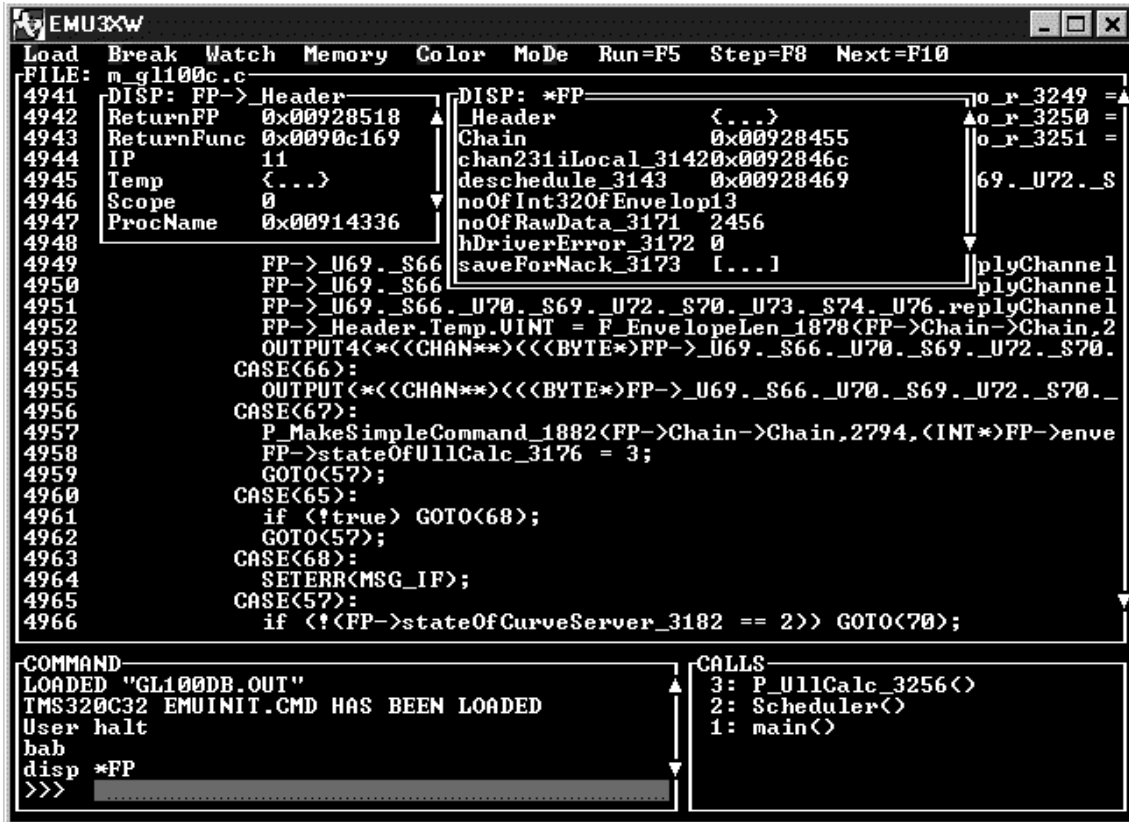 EMU3XW
Load Break Watch Memory Color MoDe Run=F5 Step=F8 Next=F10
FILE: m_gl100c.c
4941 DISP: FP->_Header DISP: *FP o_r_3249 =
4942 ReturnFP 0x00928518 _Header {...} o_r_3250 =
4943 ReturnFunc 0x0090c169 Chain 0x00928455 o_r_3251 =
4944 IP 11 chan231iLocal_31420x0092846c
4945 Temp {...} deschedule_3143 0x00928469 69._U72._S
4946 Scope 0 noOfInt32OfEnvelop13
4947 ProcName 0x00914336 noOfRawData_3171 2456
4948 hDriverError_3172 0
4949 FP->_U69._S66 saveForNack_3173 [...] plyChannel
4950 FP->_U69._S66 plyChannel
4951 FP->_U69._S66._U70._S69._U72._S70._U73._S74._U76.replyChannel
4952 FP->_Header.Temp.VINT = F_EnvelopeLen_1878(FP->Chain->Chain,2
4953 OUTPUT4(*((CHAN**)(((BYTE*)FP->_U69._S66._U70._S69._U72._S70.
4954 CASE(66):
4955 OUTPUT(*((CHAN**)(((BYTE*)FP->_U69._S66._U70._S69._U72._S70._
4956 CASE(67):
4957 P_MakeSimpleCommand_1882(FP->Chain->Chain,2794,(INT*)FP->enve
4958 FP->stateOfUllCalc_3176 = 3;
4959 GOTO(57);
4960 CASE(65):
4961 if (!true) GOTO(68);
4962 GOTO(57);
4963 CASE(68):
4964 SETERR(MSG_IF);
4965 CASE(57):
4966 if (!(FP->stateOfCurveServer_3182 == 2)) GOTO(70);
COMMAND
LOADED "GL100DB.OUT"
TMS320C32 EMUINIT.CMD HAS BEEN LOADED
User halt
bab
disp *FP
>>>
CALLS
3: P_UllCalc_3256()
2: Scheduler()
1: main()